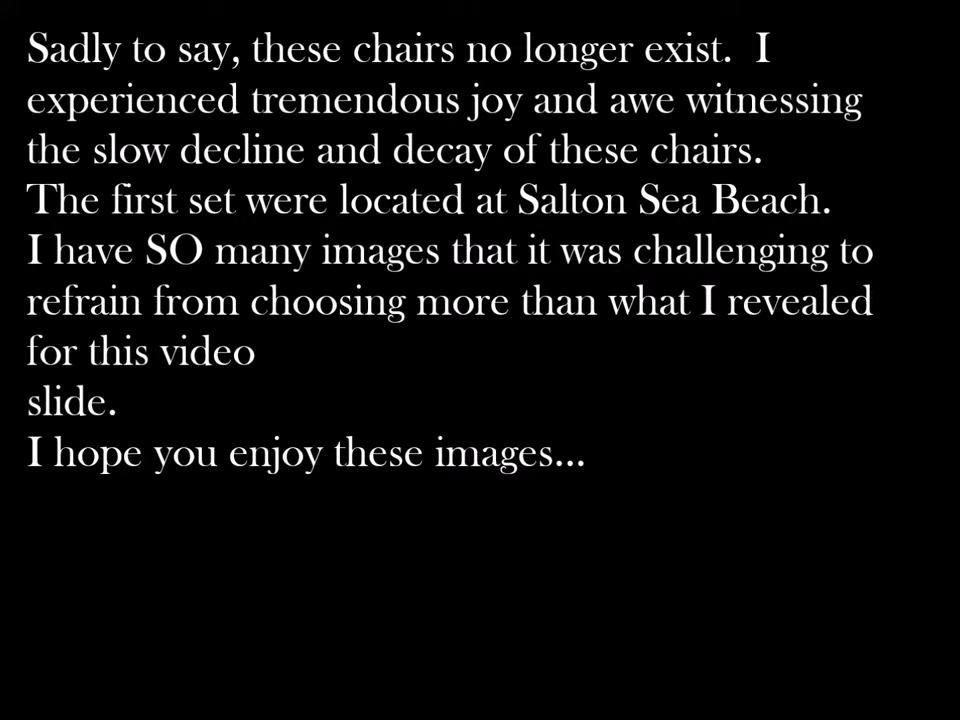 Sadly to say, these chairs no longer exist.  I
experienced tremendous joy and awe witnessing
the slow decline and decay of these chairs.
The first set were located at Salton Sea Beach.
I have SO many images that it was challenging to
refrain from choosing more than what I revealed
for this video
slide.
I hope you enjoy these images...